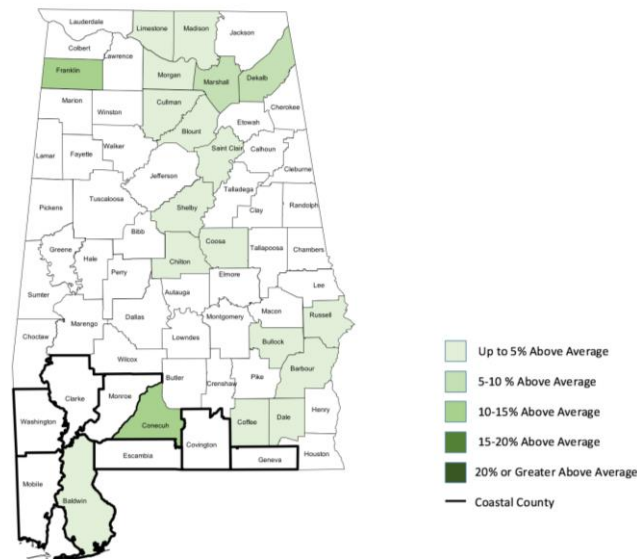 Lauderdale
Limestone
Madison
Jackson
Colbert
Lawrence
Franklin
Morgan
Marshall
Dekalb
Marion
Winston
Cullman
Cherokee
Etowah
Blount
Lamar
Fayette
Walker
Saint Clair
Calhoun
Jefferson
Cleburne
Talladega
Pickens
Tuscaloosa
Shelby
Clay
Randolph
Bibb
Greene
Hale
Coosa
Tallapoosa
Chambers
Perry
Chilton
Elmore
Lee
Sumter
Autauga
Macon
Dallas
Montgomery
Russell
Choctaw
Marengo
Lowndes
Bullock
Wilcox
Barbour
Butler
Crenshaw
Pike
Clarke
Monroe
Henry
Washington
Conecuh
Coffee
Dale
Covington
Escambia
Geneva
Houston
Mobile
Baldwin
Up to 5% Above Average
5-10 % Above Average
10-15% Above Average
15-20% Above Average
20% or Greater Above Average
Coastal County